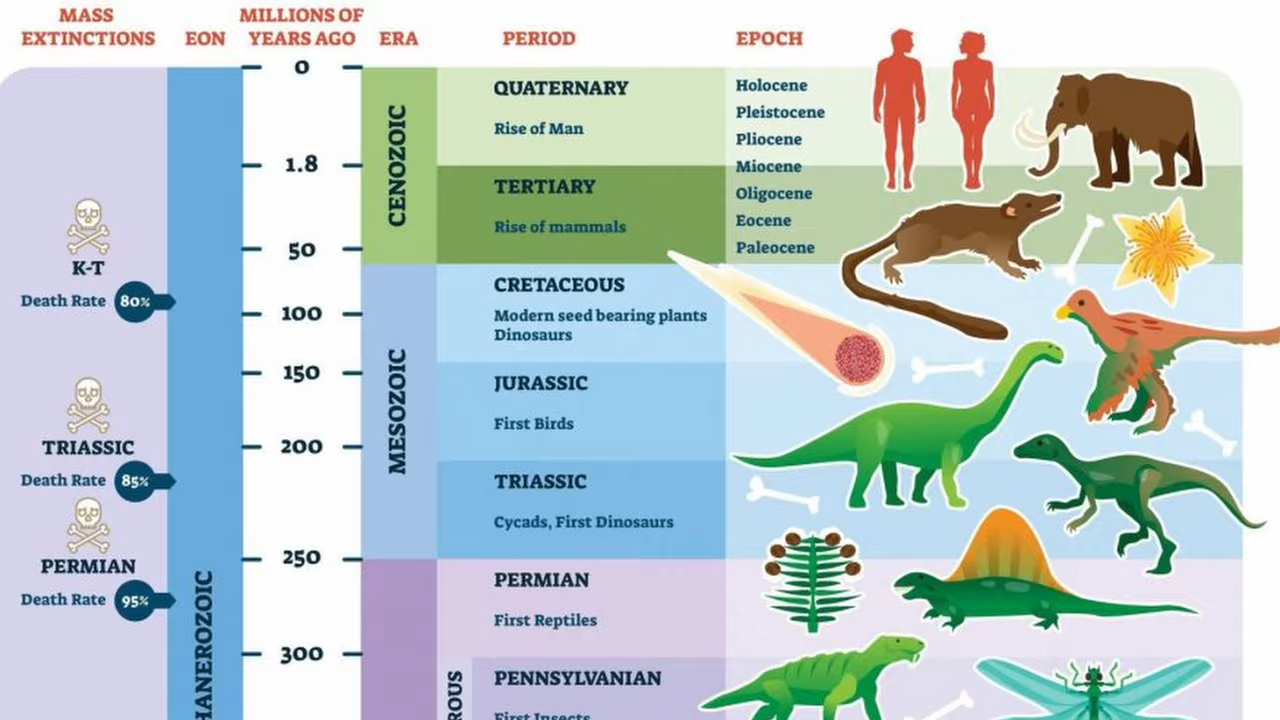 MASS
EXTINCTIONS
EON
MILLIONS OF
YEARS AGO
ERA
PERIOD
EPOCH
0
1.8
50
100
150
200
250
300
K-T
Death Rate 80%
TRIASSIC
Death Rate 85%
PERMIAN
Death Rate 95%
HANEROZOIC
CENOZOIC
MESOZOIC
QUATERNARY
Rise of Man
TERTIARY
Rise of mammals
CRETACEOUS
Modern seed bearing plants
Dinosaurs
JURASSIC
First Birds
TRIASSIC
Cycads, First Dinosaurs
PERMIAN
First Reptiles
ROUS
PENNSYLVANIAN
First Insects
Holocene
Pleistocene
Pliocene
Miocene
Oligocene
Eocene
Paleocene